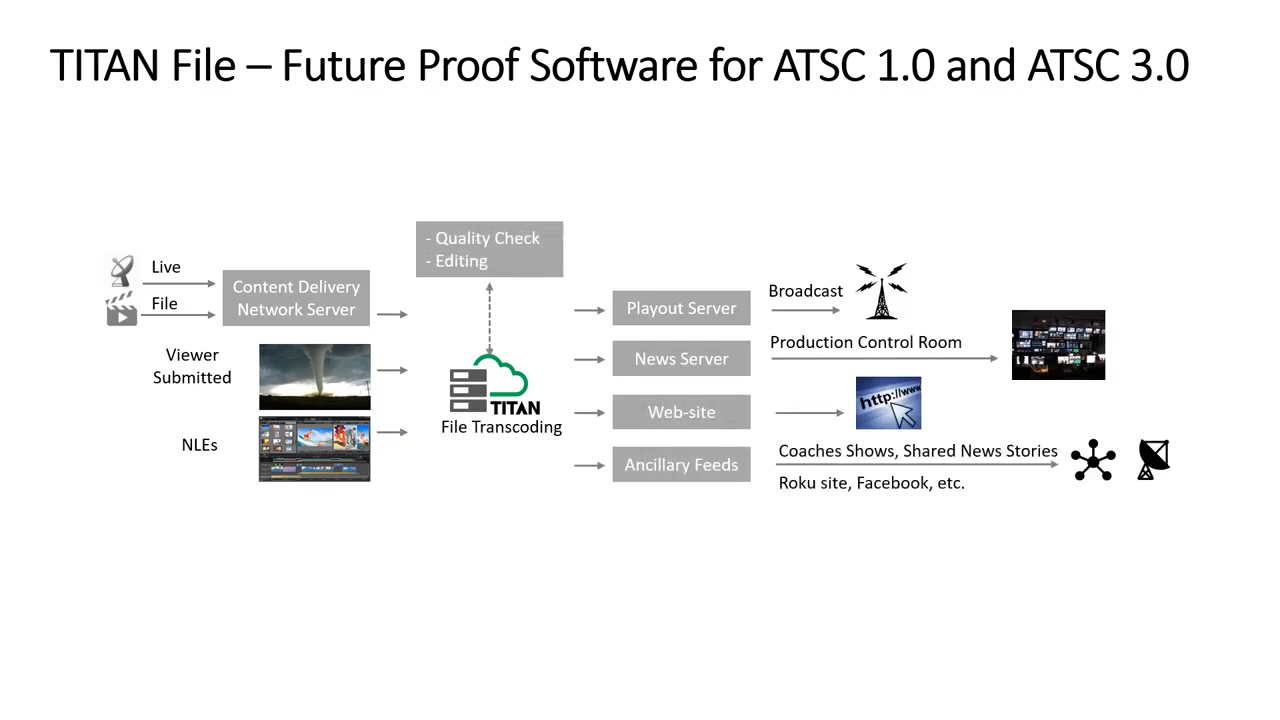 TITAN File – Future Proof Software for ATSC 1.0 and ATSC 3.0
- Quality Check
- Editing
Live
File
Content Delivery
Network Server
Viewer
Submitted
NLEs
TITAN
File Transcoding
Playout Server
News Server
Web-site
Ancillary Feeds
Broadcast
Production Control Room
http://www
Coaches Shows, Shared News Stories
Roku site, Facebook, etc.